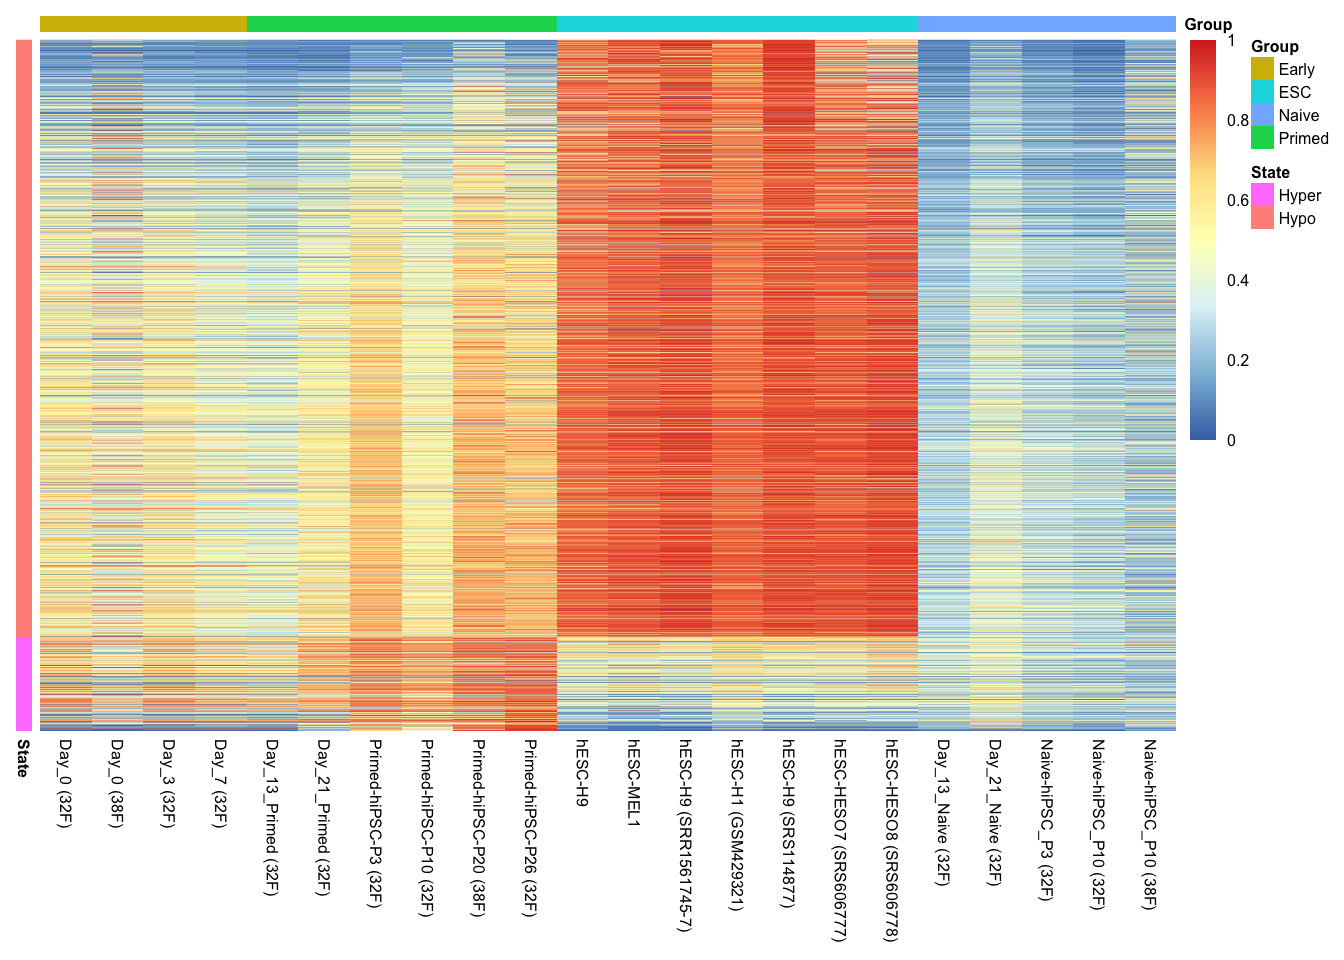 Group
1
0.8
0.6
0.4
0.2
0
Group
Early
ESC
Naive
Primed
State
Hyper
Hypo
State
Day_0 (32F)
Day_0 (38F)
Day_3 (32F)
Day_7 (32F)
Day_13_Primed (32F)
Day_21_Primed (32F)
Primed-hiPSC-P3 (32F)
Primed-hiPSC-P10 (32F)
Primed-hiPSC-P20 (38F)
Primed-hiPSC-P26 (32F)
hESC-H9
hESC-MEL1
hESC-H9 (SRR1561745-7)
hESC-H1 (GSM429321)
hESC-H9 (SRS114877)
hESC-HESO7 (SRS606777)
hESC-HESO8 (SRS606778)
Day_13_Naive (32F)
Day_21_Naive (32F)
Naive-hiPSC_P3 (32F)
Naive-hiPSC_P10 (32F)
Naive-hiPSC_P10 (38F)